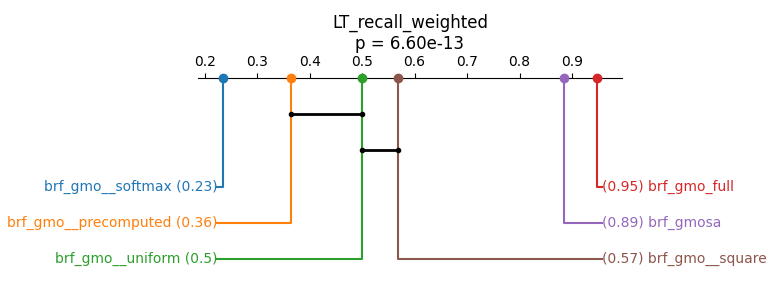 LT_recall_weighted
p = 6.60e-13
0.2 0.3 0.4 0.5 0.6 0.7 0.8 0.9
brf_gmo__softmax (0.23) (0.95) brf_gmo_full
brf_gmo__precomputed (0.36) (0.89) brf_gmosa
brf_gmo__uniform (0.5) (0.57) brf_gmo__square